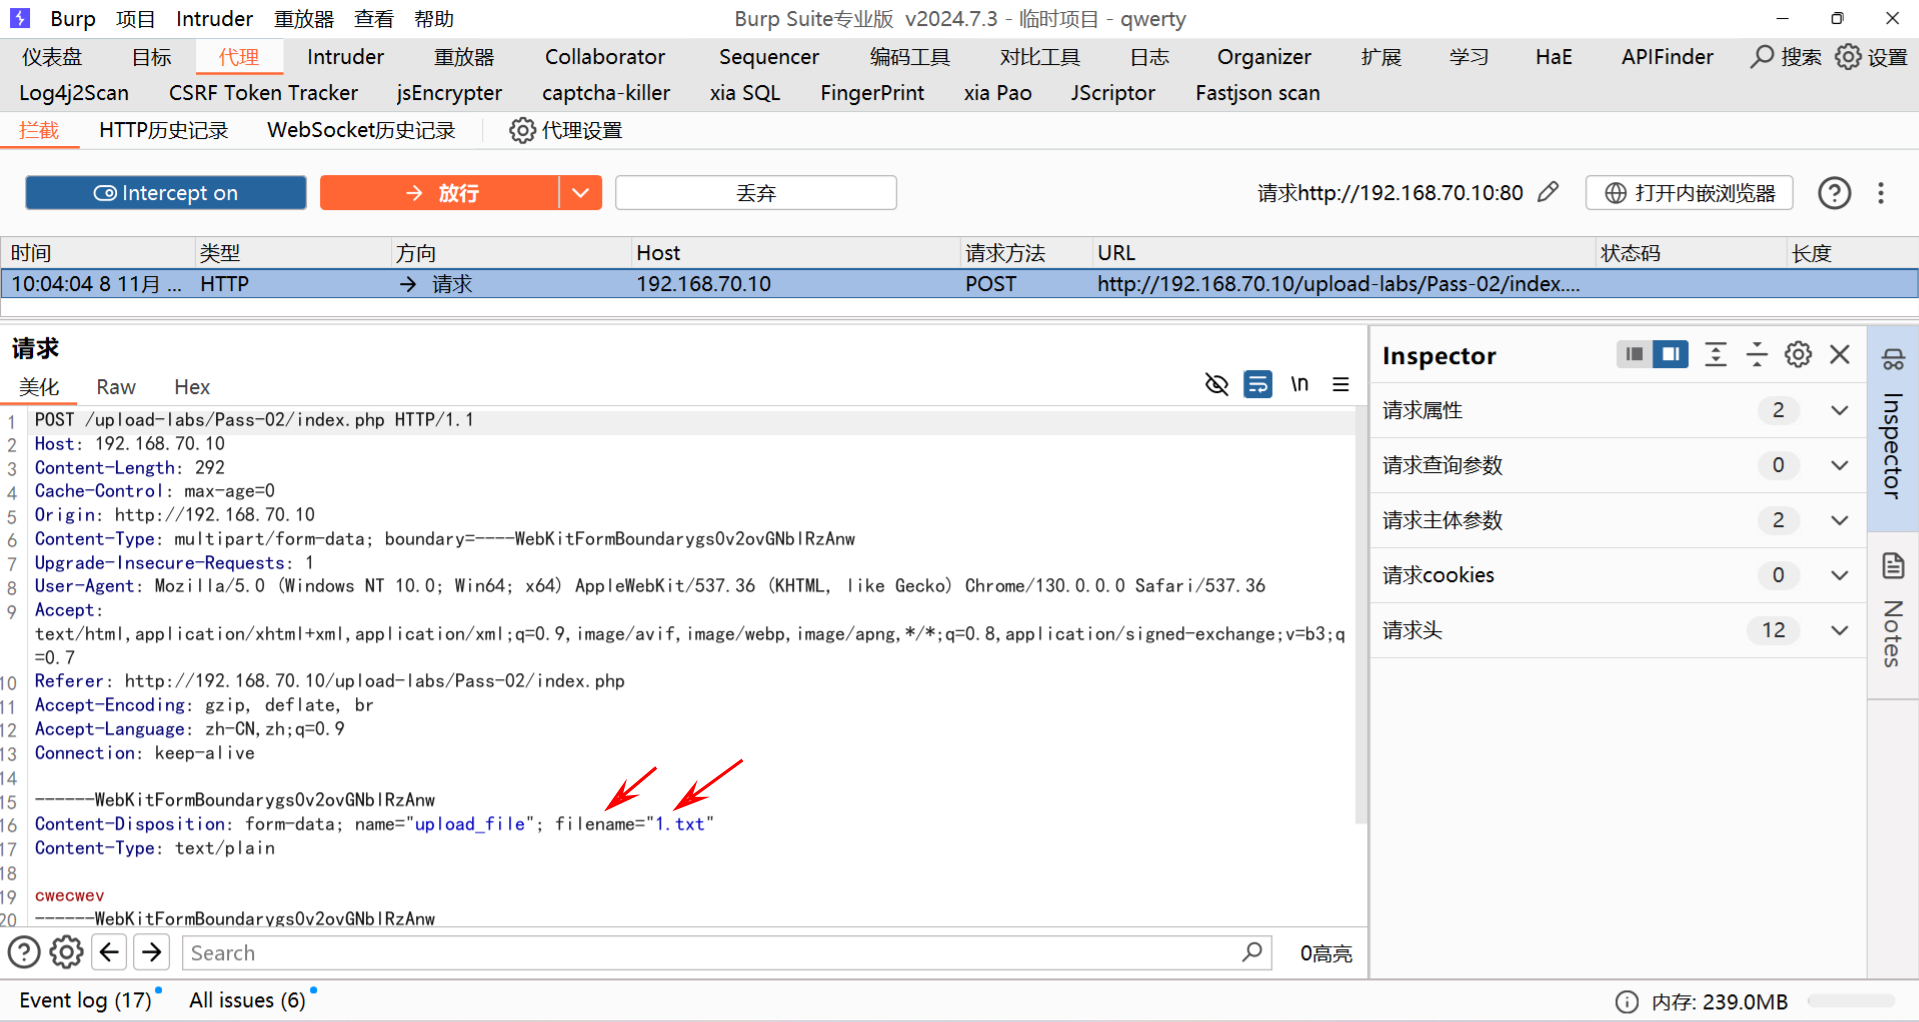 Burp 项目 Intruder 重放器 查看 帮助 Burp Suite专业版 v2024.7.3 - 临时项目 - qwerty
仪表盘 目标 代理 Intruder 重放器 Collaborator Sequencer 编码工具 对比工具 日志 Organizer 扩展 学习 HaE APIFinder 搜索 设置
Log4j2Scan CSRF Token Tracker jsEncrypter captcha-killer xia SQL FingerPrint xia Pao JScriptor Fastjson scan
拦截 HTTP历史记录 WebSocket历史记录 代理设置
Intercept on 放行 丢弃 请求http://192.168.70.10:80 打开内嵌浏览器
时间 类型 方向 Host 请求方法 URL 状态码 长度
10:04:04 8 11月 ... HTTP → 请求 192.168.70.10 POST http://192.168.70.10/upload-labs/Pass-02/index....
请求
美化 Raw Hex \n
1 POST /upload-labs/Pass-02/index.php HTTP/1.1
2 Host: 192.168.70.10
3 Content-Length: 292
4 Cache-Control: max-age=0
5 Origin: http://192.168.70.10
6 Content-Type: multipart/form-data; boundary=----WebKitFormBoundarygs0v2ovGNblRzAnw
7 Upgrade-Insecure-Requests: 1
8 User-Agent: Mozilla/5.0 (Windows NT 10.0; Win64; x64) AppleWebKit/537.36 (KHTML, like Gecko) Chrome/130.0.0.0 Safari/537.36
9 Accept:
text/html,application/xhtml+xml,application/xml;q=0.9,image/avif,image/webp,image/apng,*/*;q=0.8,application/signed-exchange;v=b3;q
=0.7
10 Referer: http://192.168.70.10/upload-labs/Pass-02/index.php
11 Accept-Encoding: gzip, deflate, br
12 Accept-Language: zh-CN,zh;q=0.9
13 Connection: keep-alive
14
15 ------WebKitFormBoundarygs0v2ovGNblRzAnw
16 Content-Disposition: form-data; name="upload_file"; filename="1.txt"
17 Content-Type: text/plain
18
19 cwecwev
20 ------WebKitFormBoundarygs0v2ovGNblRzAnw
Search 0高亮
Inspector
请求属性 2
请求查询参数 0
请求主体参数 2
请求cookies 0
请求头 12
Inspector
Notes
Event log (17) All issues (6) 内存: 239.0MB